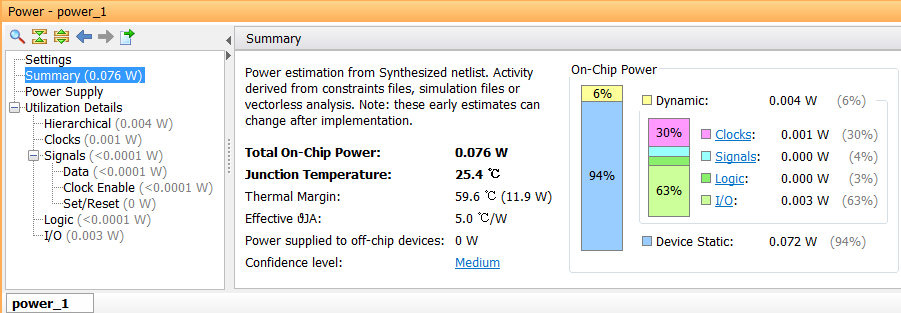 Power - power_1
Settings
Summary (0.076 W)
Power Supply
Utilization Details
Hierarchical (0.004 W)
Clocks (0.001 W)
Signals (<0.0001 W)
Data (<0.0001 W)
Clock Enable (<0.0001 W)
Set/Reset (0 W)
Logic (<0.0001 W)
I/O (0.003 W)
Summary
Power estimation from Synthesized netlist. Activity
derived from constraints files, simulation files or
vectorless analysis. Note: these early estimates can
change after implementation.
Total On-Chip Power: 0.076 W
Junction Temperature: 25.4 ℃
Thermal Margin: 59.6 ℃ (11.9 W)
Effective ϑJA: 5.0 ℃/W
Power supplied to off-chip devices: 0 W
Confidence level: Medium
On-Chip Power
6%
94%
Dynamic: 0.004 W (6%)
30%
63%
Clocks: 0.001 W (30%)
Signals: 0.000 W (4%)
Logic: 0.000 W (3%)
I/O: 0.003 W (63%)
Device Static: 0.072 W (94%)
power_1